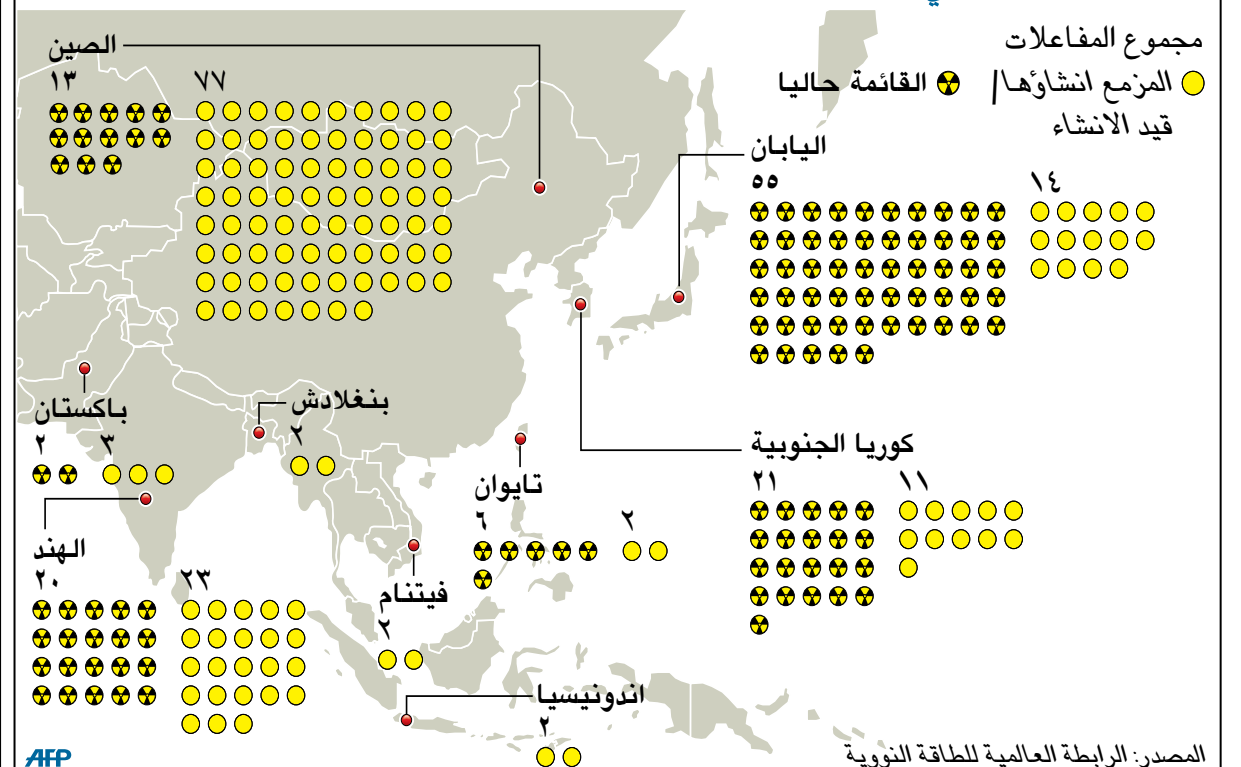 مجموع المفاعلات
المزمع انشاؤها/
قيد الانشاء
القائمة حاليا
الصين
١٣ ٧٧
اليابان
٥٥ ١٤
باكستان
٢ ٣
بنغلادش
٢
كوريا الجنوبية
٢١ ١١
تايوان
٦ ٢
الهند
٢٠ ٢٣
فيتنام
٢
اندونيسيا
٢
المصدر: الرابطة العالمية للطاقة النووية
AFP